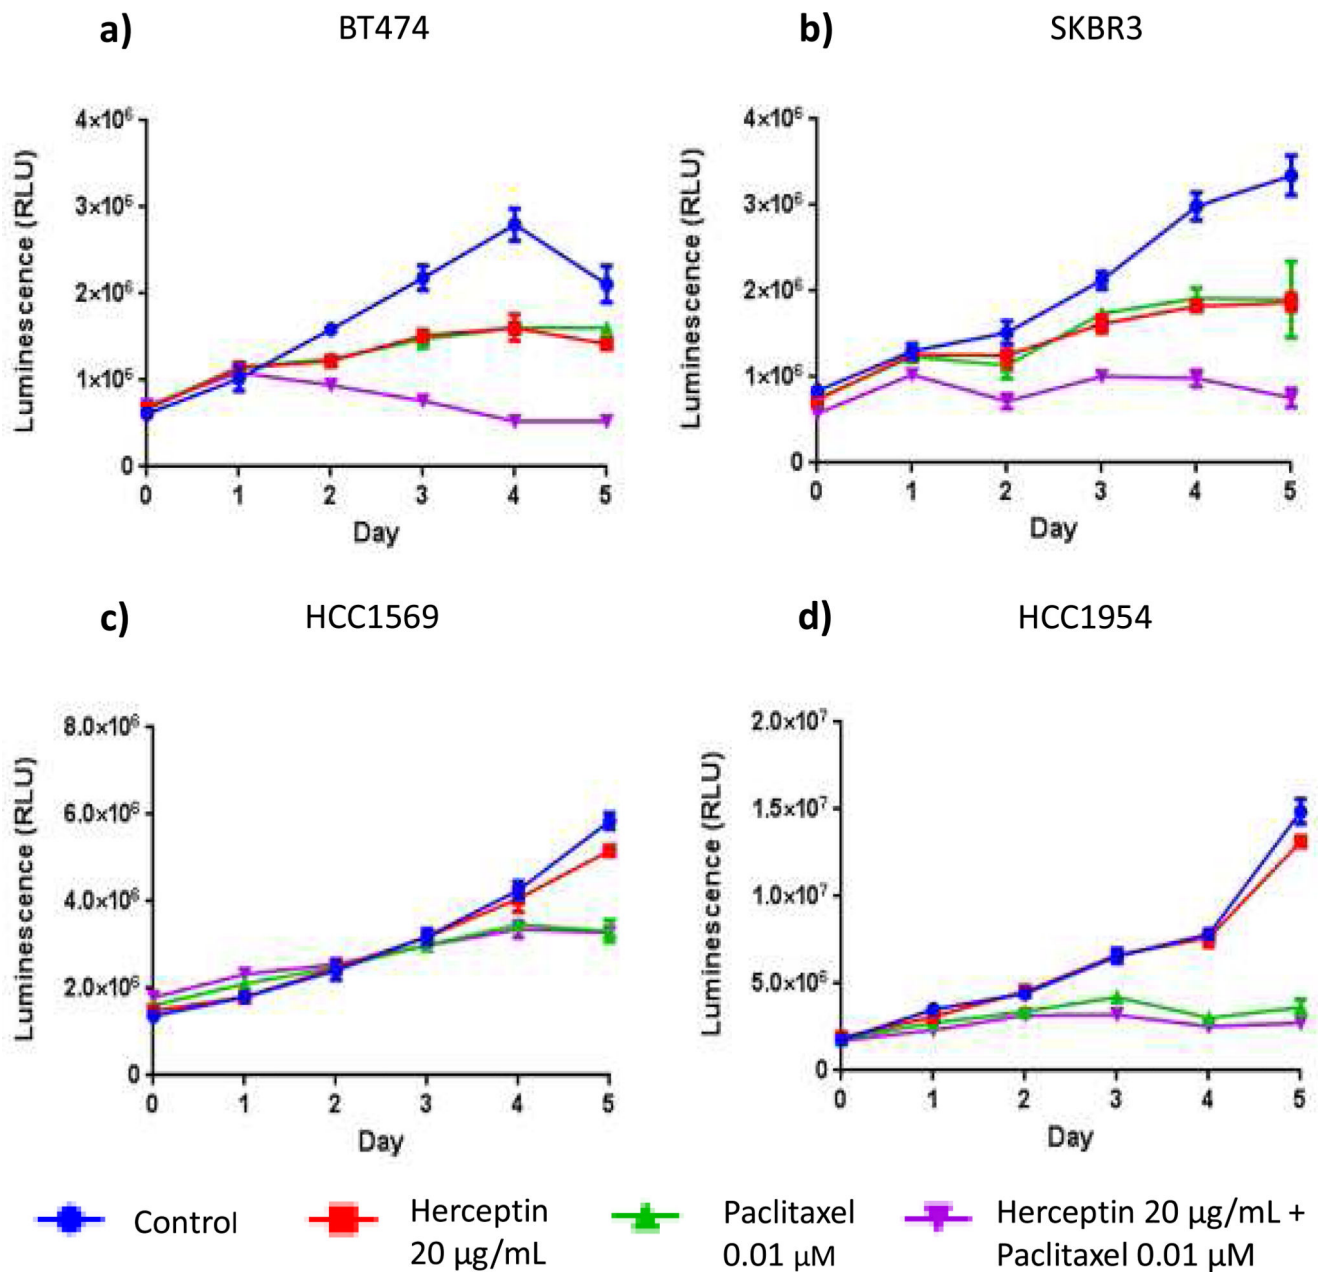 a) BT474
Luminescence (RLU)
4×10⁶
3×10⁶
2×10⁶
1×10⁶
0
0 1 2 3 4 5
Day
b) SKBR3
Luminescence (RLU)
4×10⁶
3×10⁶
2×10⁶
1×10⁶
0
0 1 2 3 4 5
Day
c) HCC1569
Luminescence (RLU)
8.0×10⁶
6.0×10⁶
4.0×10⁶
2.0×10⁶
0
0 1 2 3 4 5
Day
d) HCC1954
Luminescence (RLU)
2.0×10⁷
1.5×10⁷
1.0×10⁷
5.0×10⁶
0
0 1 2 3 4 5
Day
Control
Herceptin
20 µg/mL
Paclitaxel
0.01 µM
Herceptin 20 µg/mL +
Paclitaxel 0.01 µM